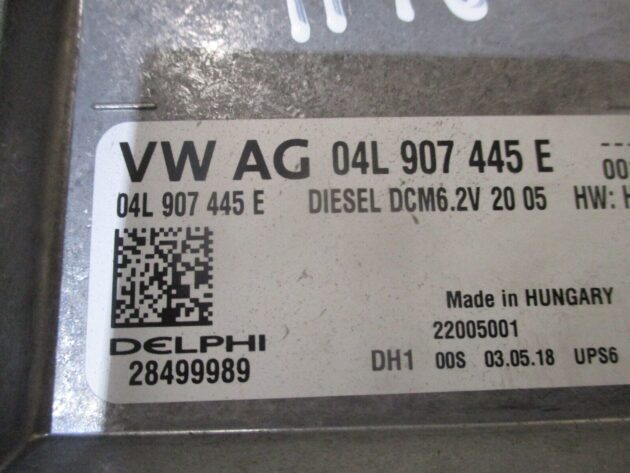 VW AG 04L 907 445 E
04L 907 445 E DIESEL DCM6.2V 20 05 HW: H
DELPHI
28499989
Made in HUNGARY
22005001
DH1 00S 03.05.18 UPS6